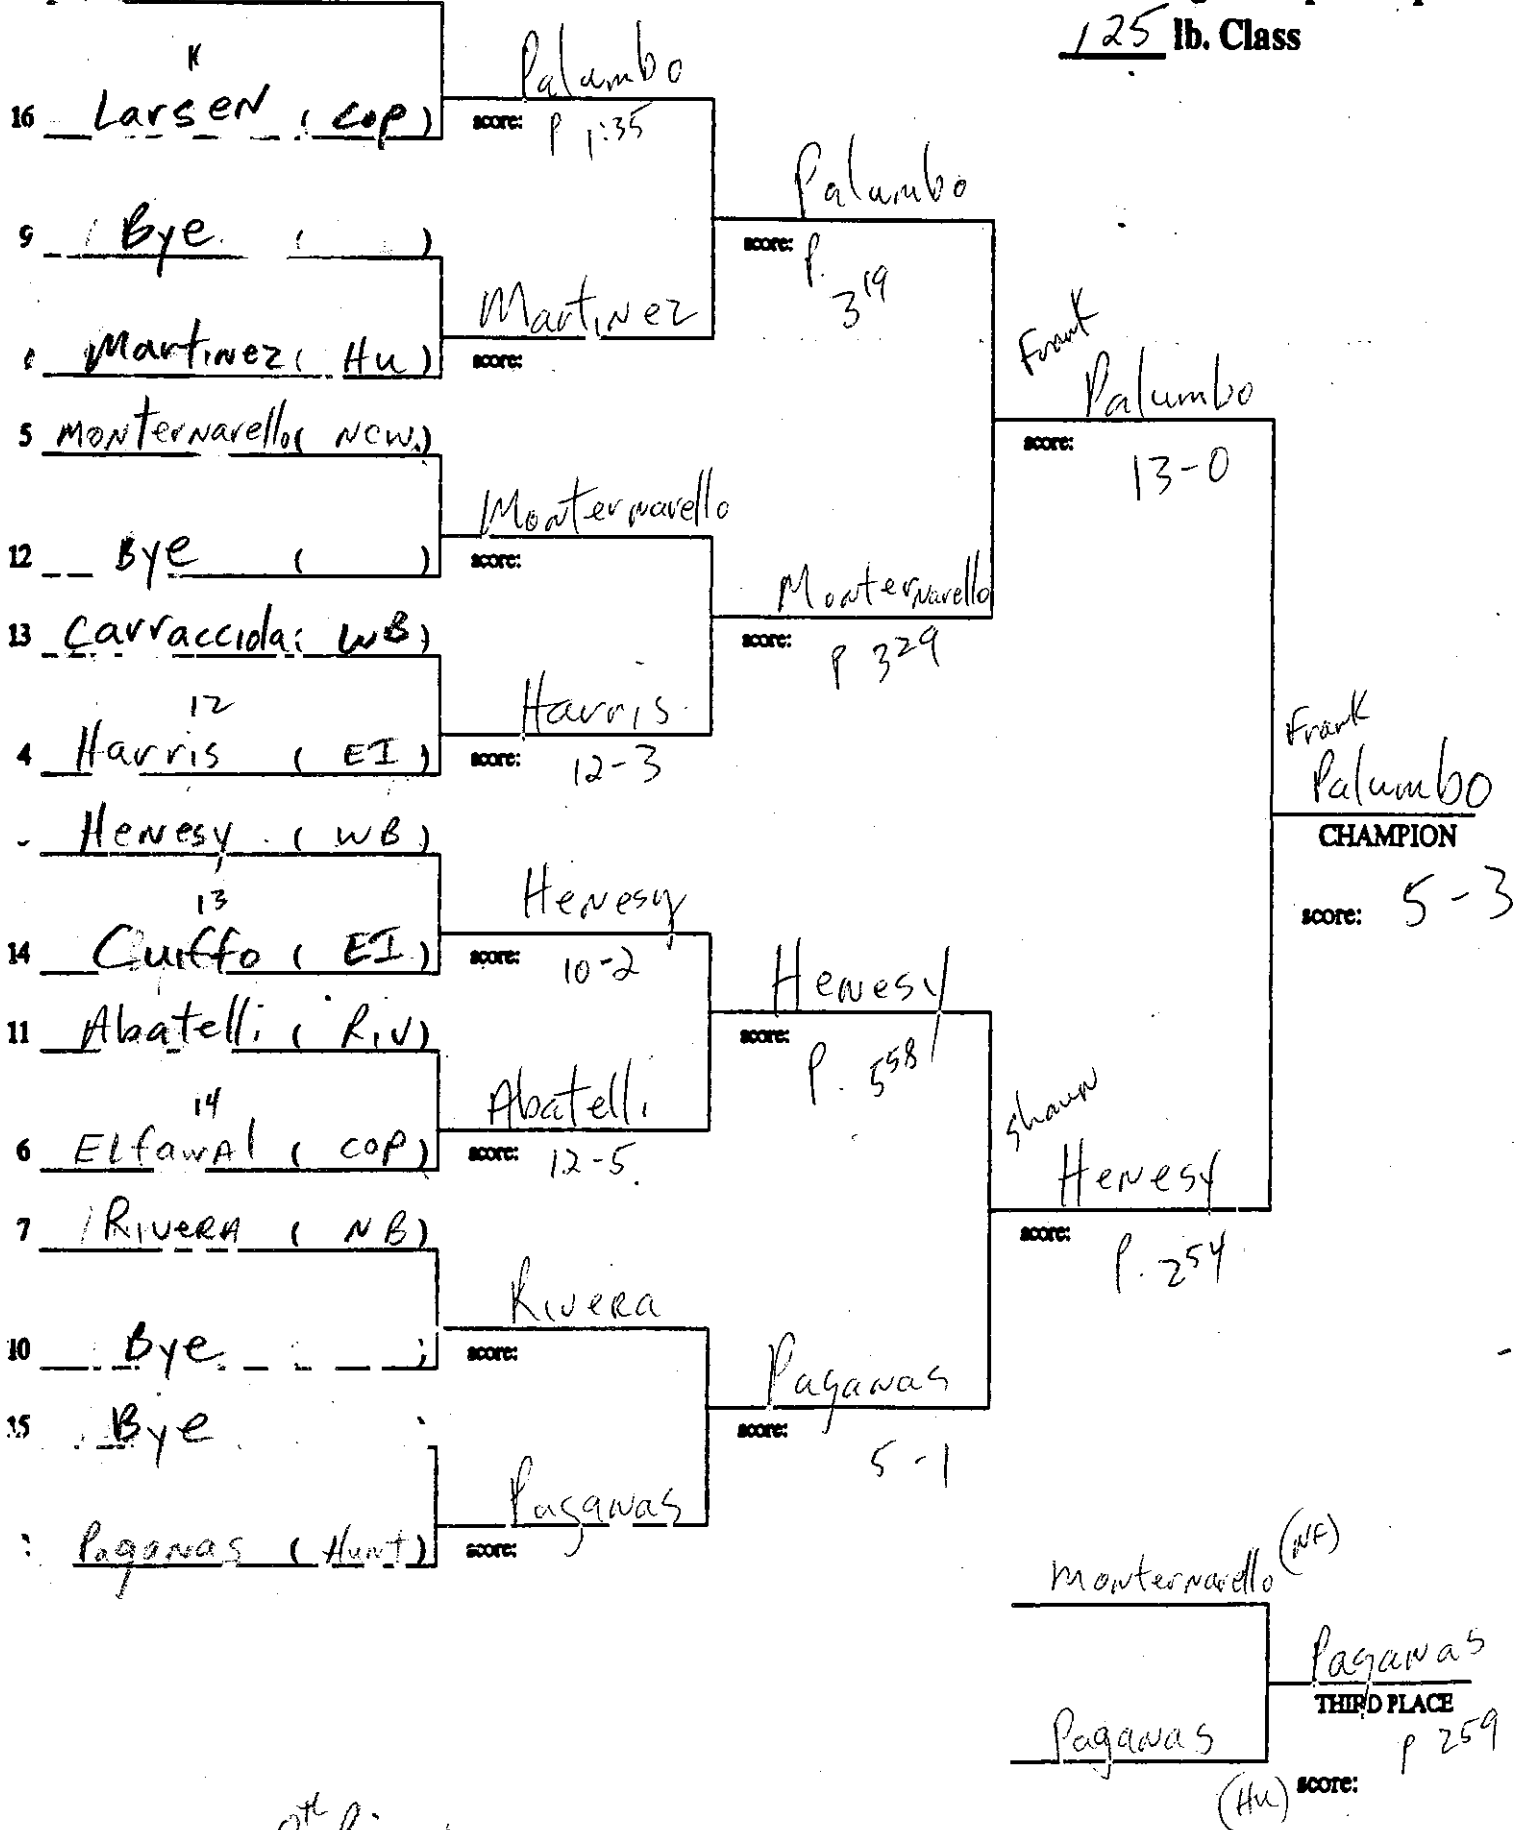 125 lb. Class
16 Larsen (COP)
9 Bye ( )
Martinez (Hu)
5 Monternarello (NCW.)
12 Bye ( )
13 Carracciola (WB)
12
4 Harris (EI)
Henesy (WB)
13
14 Cuiffo (EI)
11 Abatelli (RIV)
14
6 Elfawal (COP)
7 Rivera (NB)
10 Bye
15 Bye
Paganas (Hunt)
Palumbo
score: P 1:35
Martinez
score:
Monternarello
score:
Harris
score: 12-3
Henesy
score: 10-2
Abatelli
score: 12-5
Rivera
score:
Paganas
score:
Palumbo
score: P. 3 19
Monternarello
score: P 3 29
Henesy
score: P. 5 58
Paganas
score: 5-1
Frank
Palumbo
score: 13-0
Shawn
Henesy
score: P. 2 54
Frank
Palumbo
CHAMPION
score: 5-3
Monternarello (NF)
Paganas
(Hu)
Paganas
THIRD PLACE
score: P 2 59